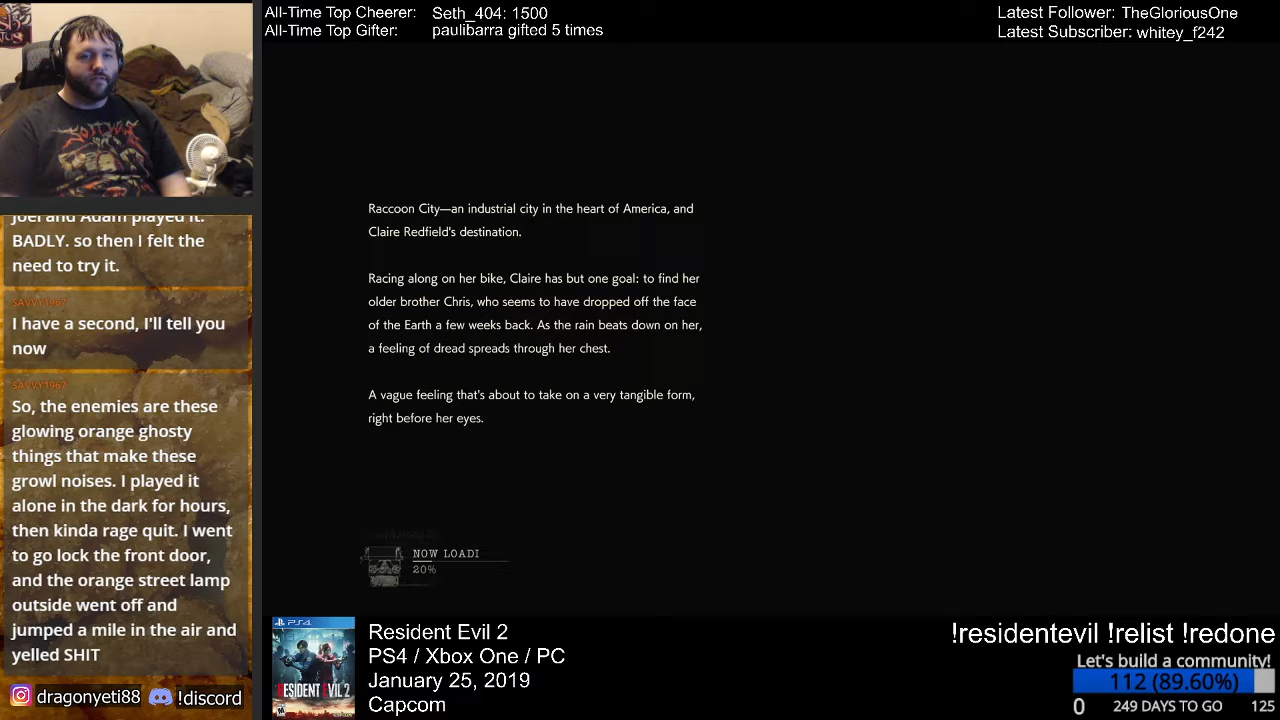 All-Time Top Cheerer: Seth_404: 1500
All-Time Top Gifter: paulibarra gifted 5 times
Latest Follower: TheGloriousOne
Latest Subscriber: whitey_f242
Joel and Adam played it.
BADLY. so then I felt the
need to try it.
SAVVY1967
I have a second, I'll tell you
now
SAVVY1967
So, the enemies are these
glowing orange ghosty
things that make these
growl noises. I played it
alone in the dark for hours,
then kinda rage quit. I went
to go lock the front door,
and the orange street lamp
outside went off and
jumped a mile in the air and
yelled SHIT
dragonyeti88 !discord
Raccoon City—an industrial city in the heart of America, and
Claire Redfield's destination.
Racing along on her bike, Claire has but one goal: to find her
older brother Chris, who seems to have dropped off the face
of the Earth a few weeks back. As the rain beats down on her,
a feeling of dread spreads through her chest.
A vague feeling that's about to take on a very tangible form,
right before her eyes.
NOW LOADI
20%
PS4
RESIDENT EVIL 2
Resident Evil 2
PS4 / Xbox One / PC
January 25, 2019
Capcom
!residentevil !relist !redone
Let's build a community!
112 (89.60%)
0 249 DAYS TO GO 125